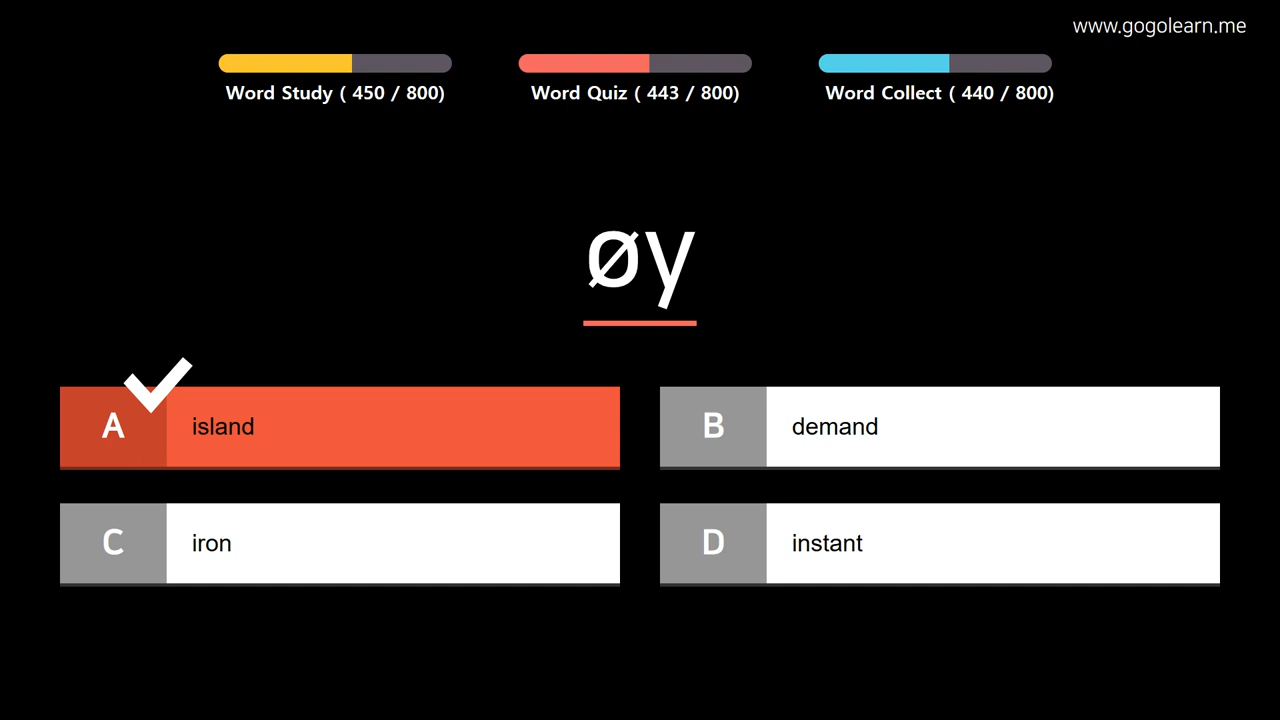 www.gogolearn.me
Word Study ( 450 / 800)
Word Quiz ( 443 / 800)
Word Collect ( 440 / 800)
øy
A island
B demand
C iron
D instant